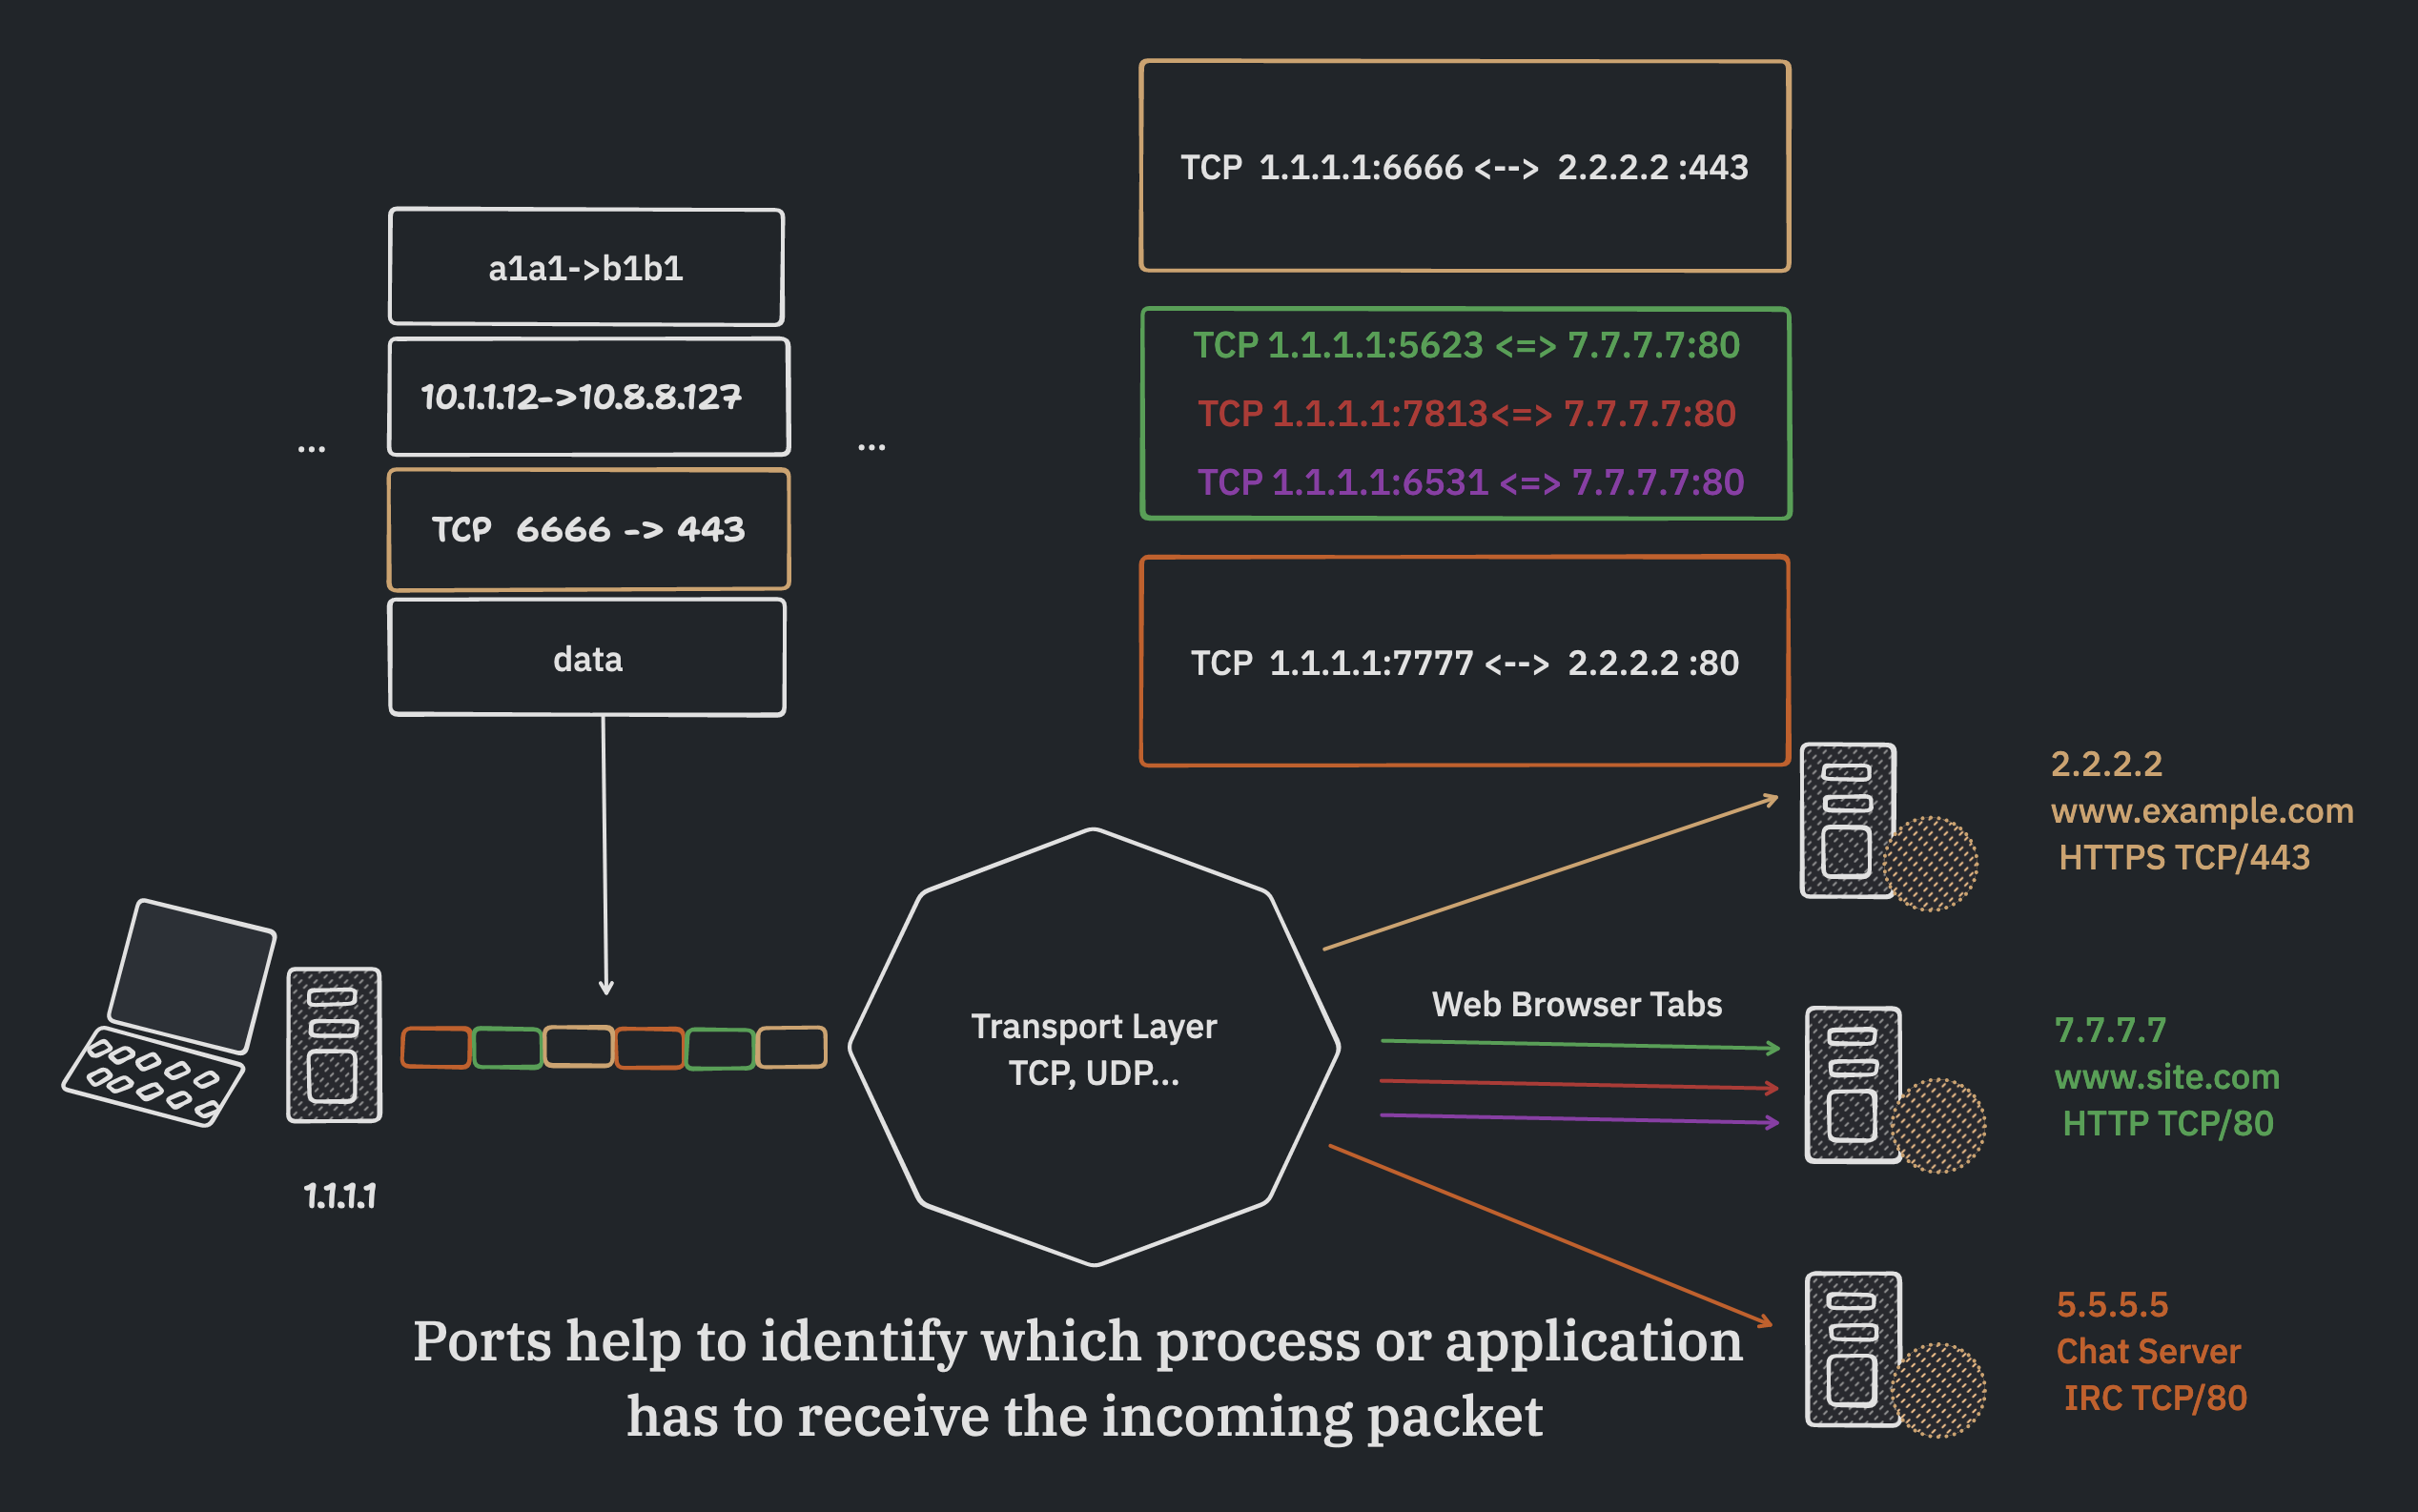 TCP 1.1.1.1:6666 <--> 2.2.2.2 :443
a1a1->b1b1
10.1.1.12->10.8.8.127
...
...
TCP 6666 -> 443
data
TCP 1.1.1.1:5623 <=> 7.7.7.7:80
TCP 1.1.1.1:7813<=> 7.7.7.7:80
TCP 1.1.1.1:6531 <=> 7.7.7.7:80
TCP 1.1.1.1:7777 <--> 2.2.2.2 :80
2.2.2.2
www.example.com
HTTPS TCP/443
1.1.1.1
Transport Layer
TCP, UDP...
Web Browser Tabs
7.7.7.7
www.site.com
HTTP TCP/80
5.5.5.5
Chat Server
IRC TCP/80
Ports help to identify which process or application
has to receive the incoming packet